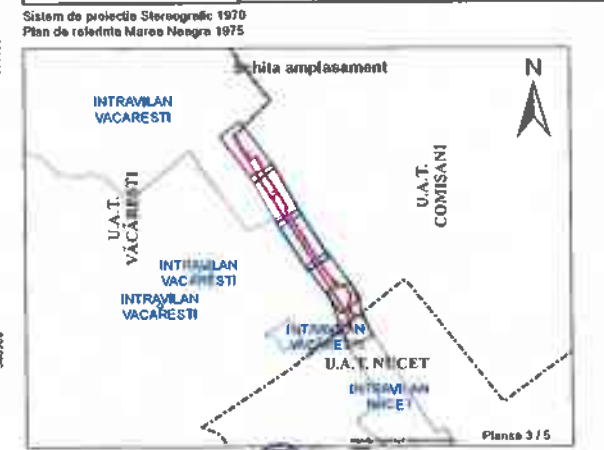 Sistem de proiectie Stereografic 1970
Plan de referinta Marea Neagra 1975
Schita amplasament
N
INTRAVILAN
VACARESTI
U.A.T.
VĂCĂREȘTI
U.A.T.
COMISANI
INTRAVILAN
VACARESTI
INTRAVILAN
VACARESTI
U.A.T. NUCET
INTRAVILAN
NUCET
Plansa 3 / 5